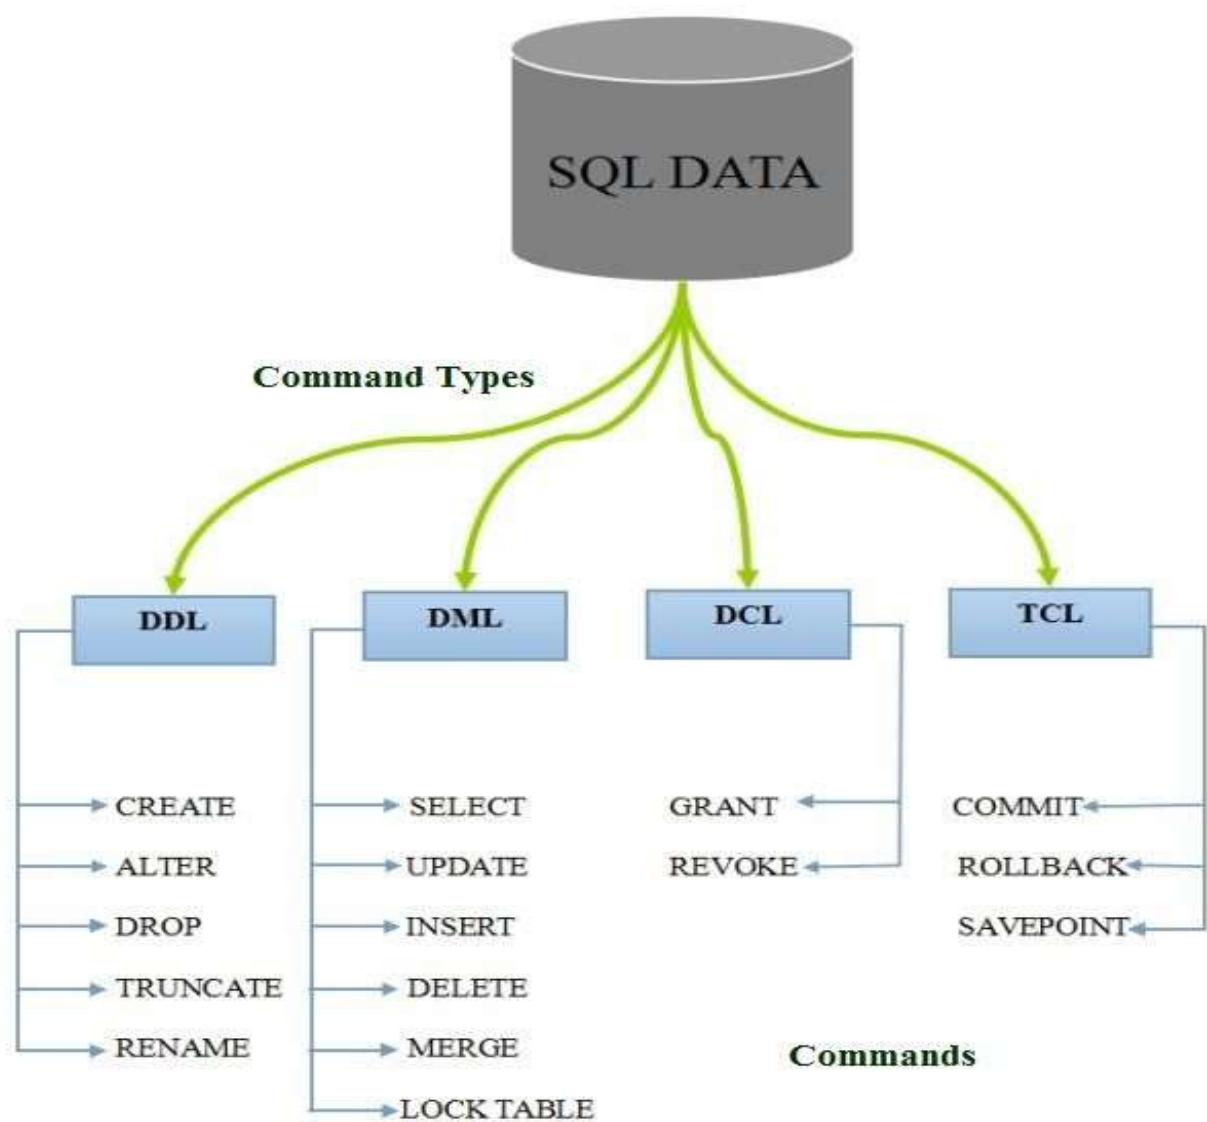 SQL DATA
Command Types
DDL
DML
DCL
TCL
CREATE
ALTER
DROP
TRUNCATE
RENAME
SELECT
UPDATE
INSERT
DELETE
MERGE
LOCK TABLE
GRANT
REVOKE
COMMIT
ROLLBACK
SAVEPOINT
Commands